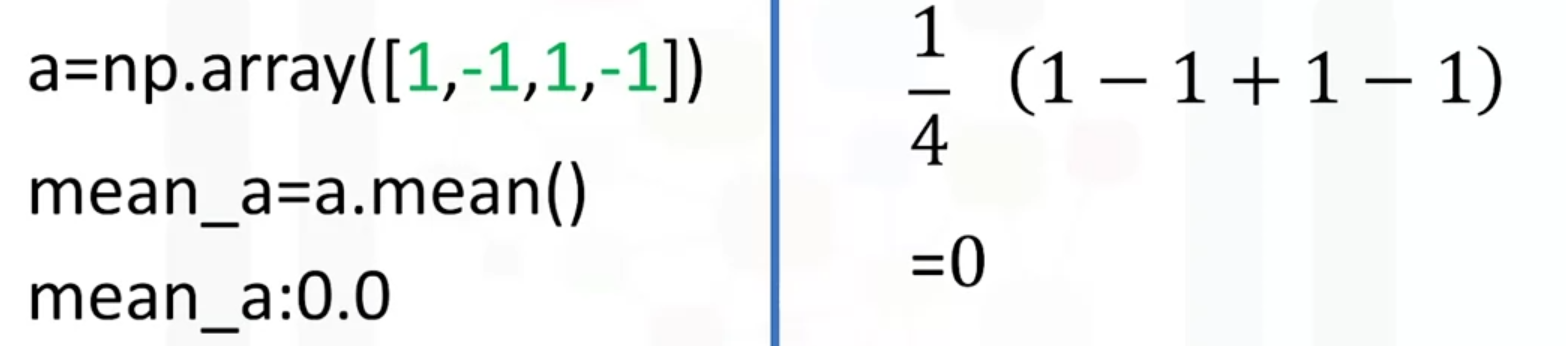 a=np.array([1,-1,1,-1])
mean_a=a.mean()
mean_a:0.0
1
4
(1 − 1 + 1 − 1)
=0